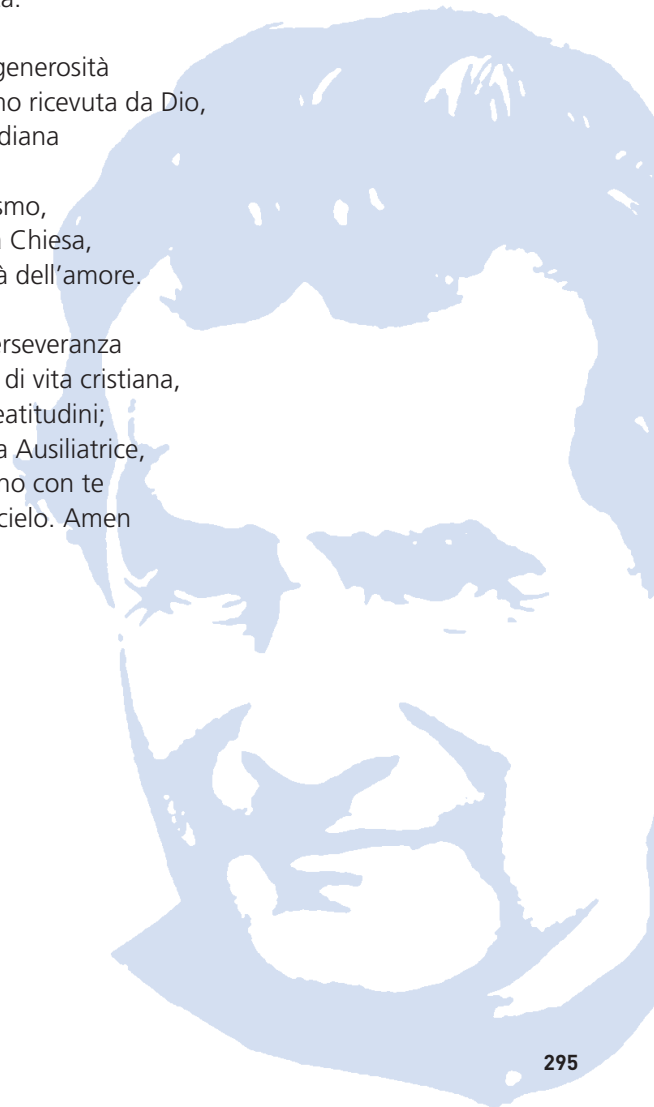 generosità
no ricevuta da Dio,
diana
smo,
Chiesa,
à dell’amore.
erseveranza
di vita cristiana,
eatitudini;
a Ausiliatrice,
no con te
cielo. Amen
295